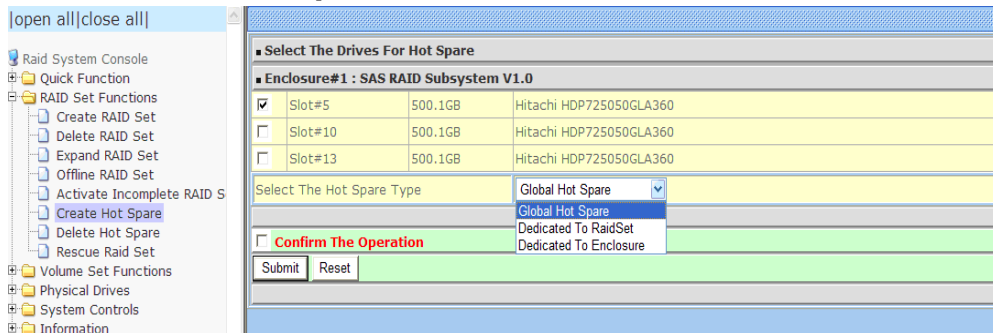 |open all|close all|
Raid System Console
Quick Function
RAID Set Functions
Create RAID Set
Delete RAID Set
Expand RAID Set
Offline RAID Set
Activate Incomplete RAID S
Create Hot Spare
Delete Hot Spare
Rescue Raid Set
Volume Set Functions
Physical Drives
System Controls
Information
Select The Drives For Hot Spare
Enclosure#1 : SAS RAID Subsystem V1.0
Slot#5 500.1GB Hitachi HDP725050GLA360
Slot#10 500.1GB Hitachi HDP725050GLA360
Slot#13 500.1GB Hitachi HDP725050GLA360
Select The Hot Spare Type Global Hot Spare
Global Hot Spare
Dedicated To RaidSet
Dedicated To Enclosure
Confirm The Operation
Submit Reset